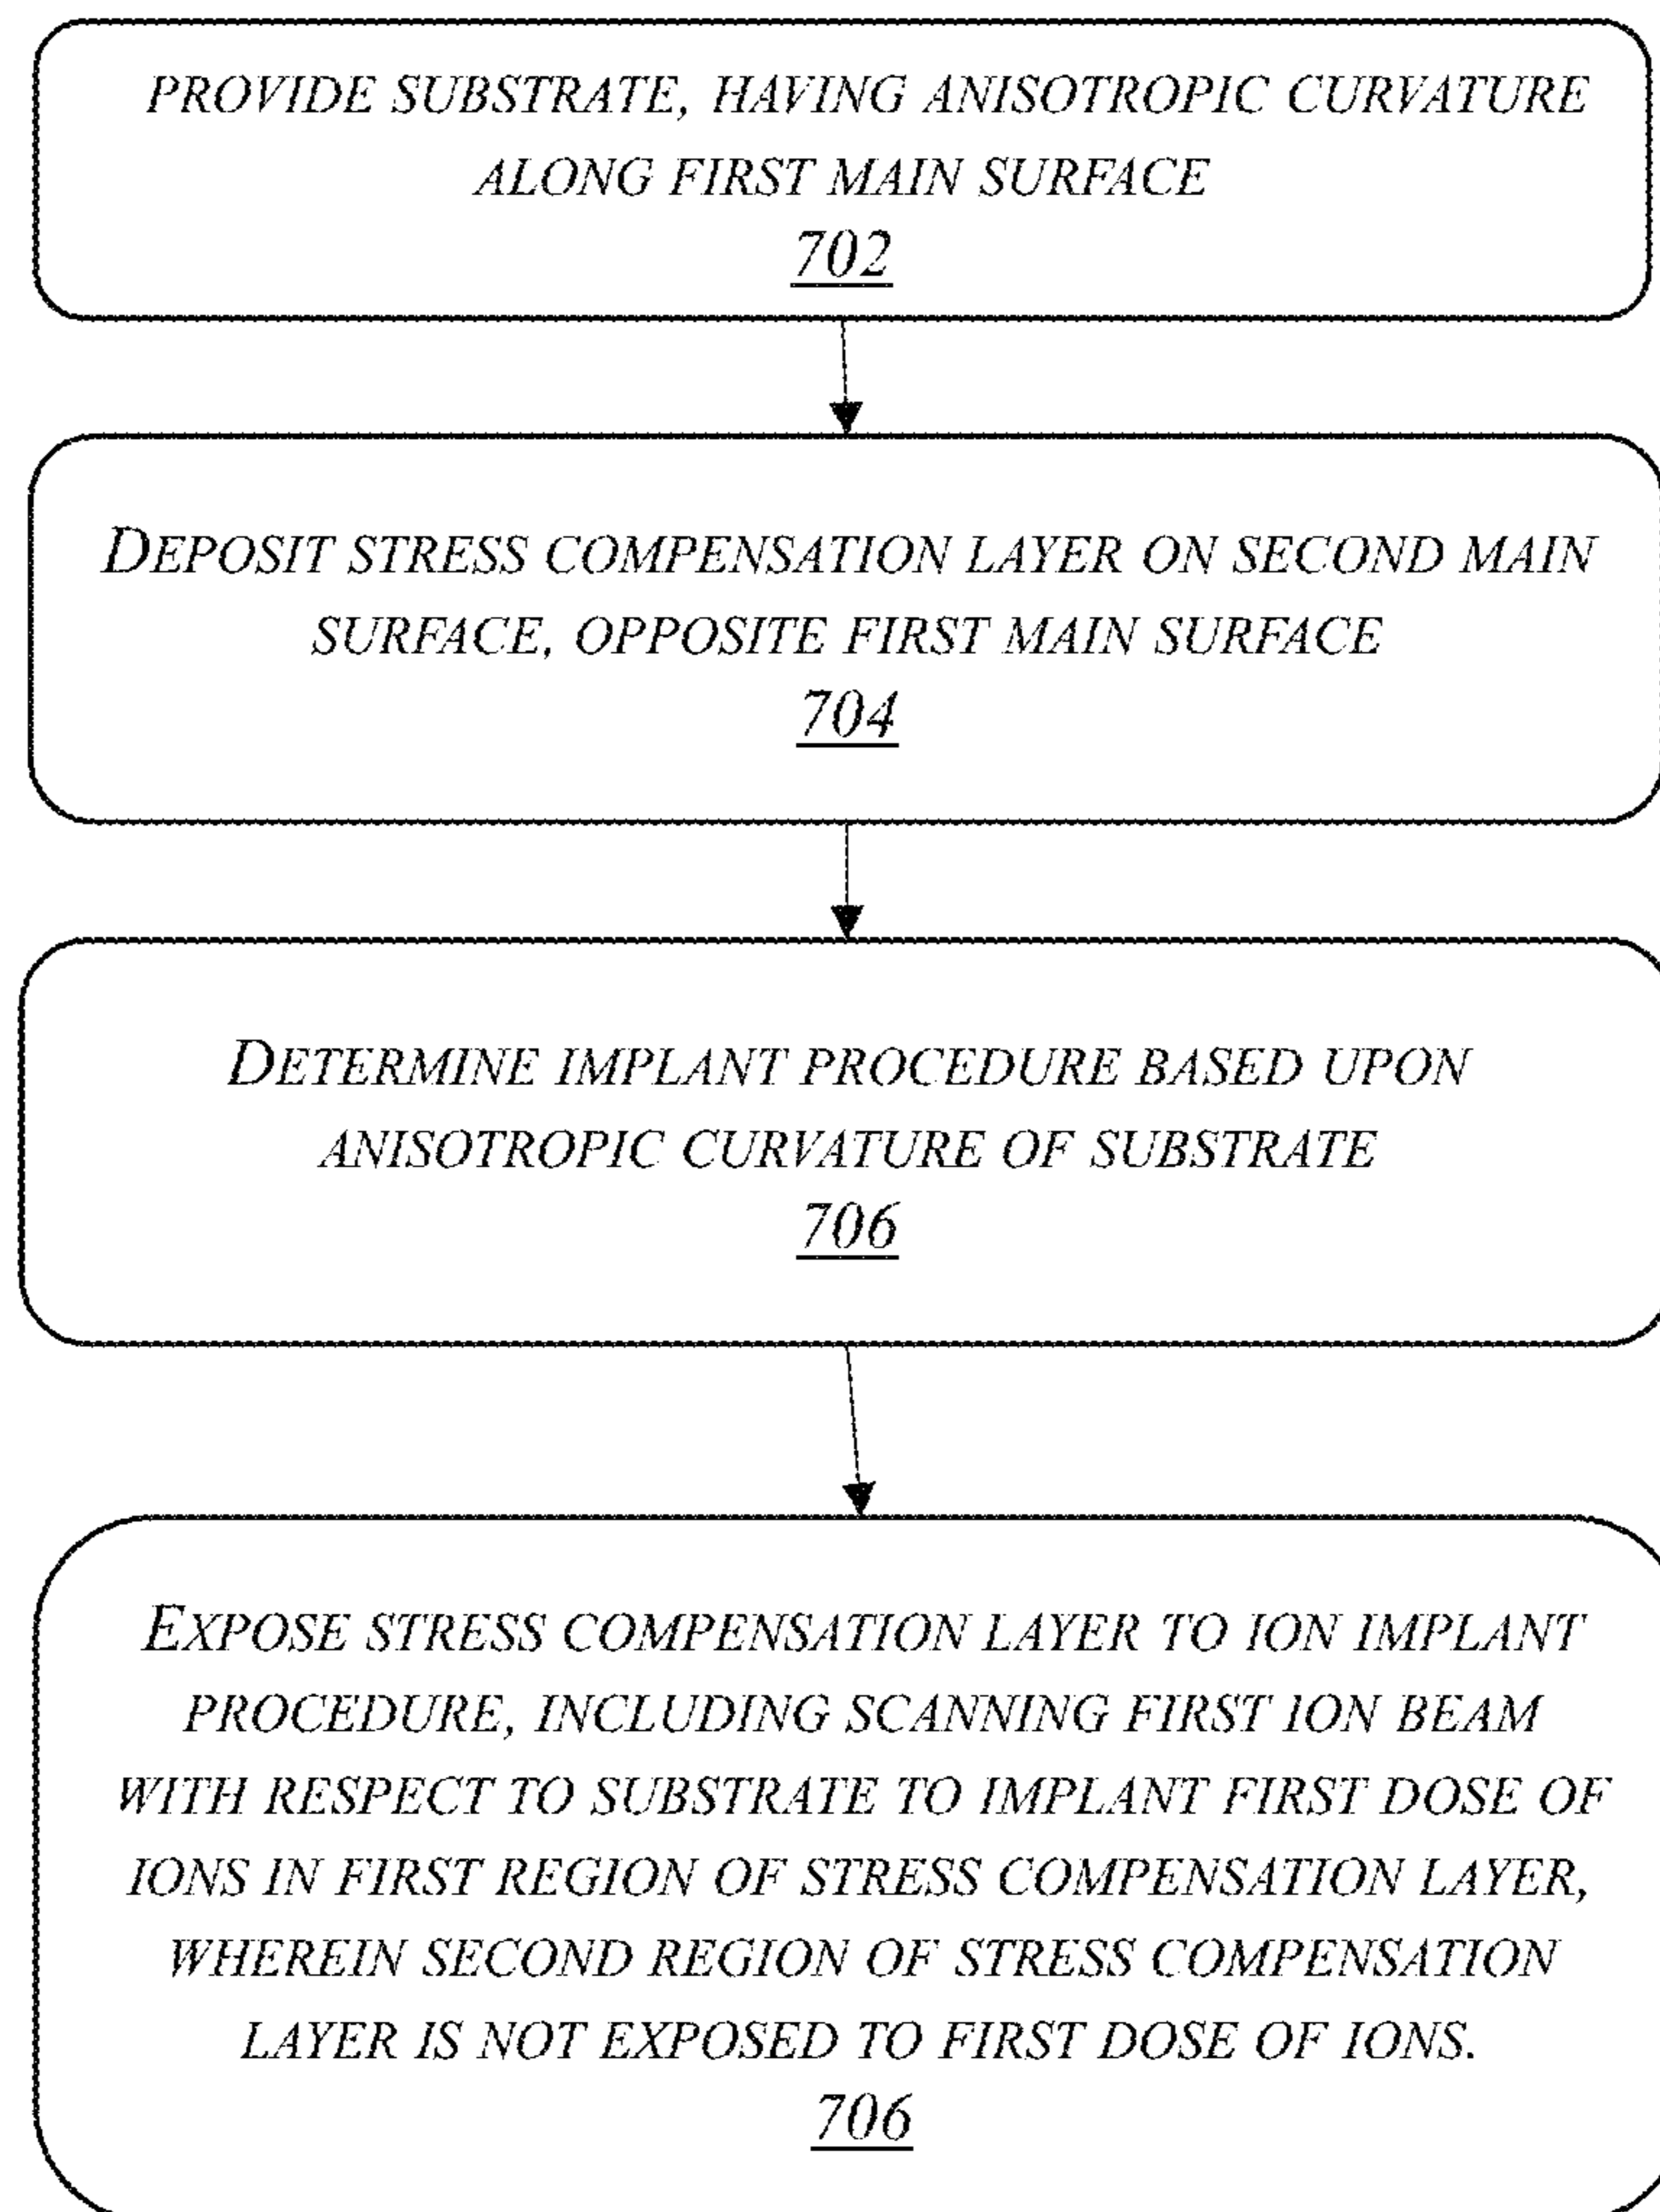 PROVIDE SUBSTRATE, HAVING ANISOTROPIC CURVATURE
ALONG FIRST MAIN SURFACE
702
DEPOSIT STRESS COMPENSATION LAYER ON SECOND MAIN
SURFACE, OPPOSITE FIRST MAIN SURFACE
704
DETERMINE IMPLANT PROCEDURE BASED UPON
ANISOTROPIC CURVATURE OF SUBSTRATE
706
EXPOSE STRESS COMPENSATION LAYER TO ION IMPLANT
PROCEDURE, INCLUDING SCANNING FIRST ION BEAM
WITH RESPECT TO SUBSTRATE TO IMPLANT FIRST DOSE OF
IONS IN FIRST REGION OF STRESS COMPENSATION LAYER,
WHEREIN SECOND REGION OF STRESS COMPENSATION
LAYER IS NOT EXPOSED TO FIRST DOSE OF IONS.
706